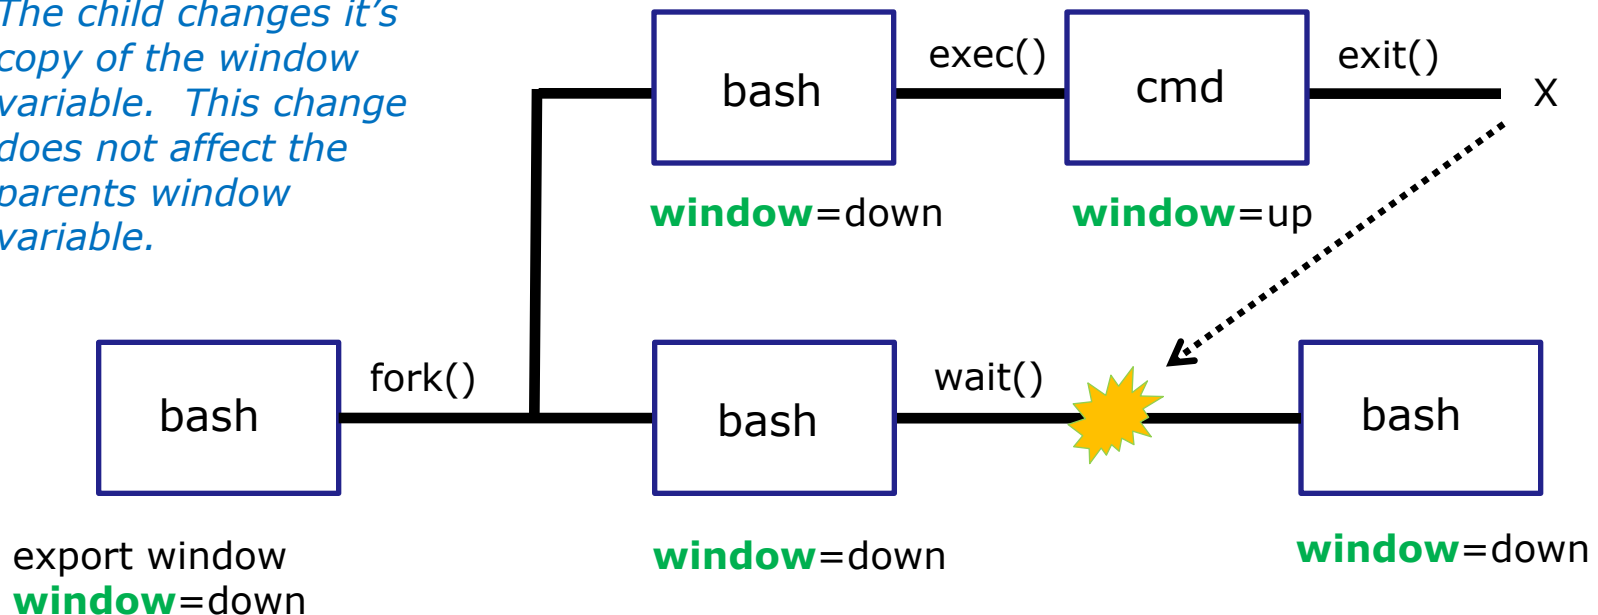 The child changes it's
copy of the window
variable. This change
does not affect the
parents window
variable.
bash
exec()
cmd
exit()
X
window=down
window=up
bash
fork()
bash
wait()
bash
export window
window=down
window=down
window=down